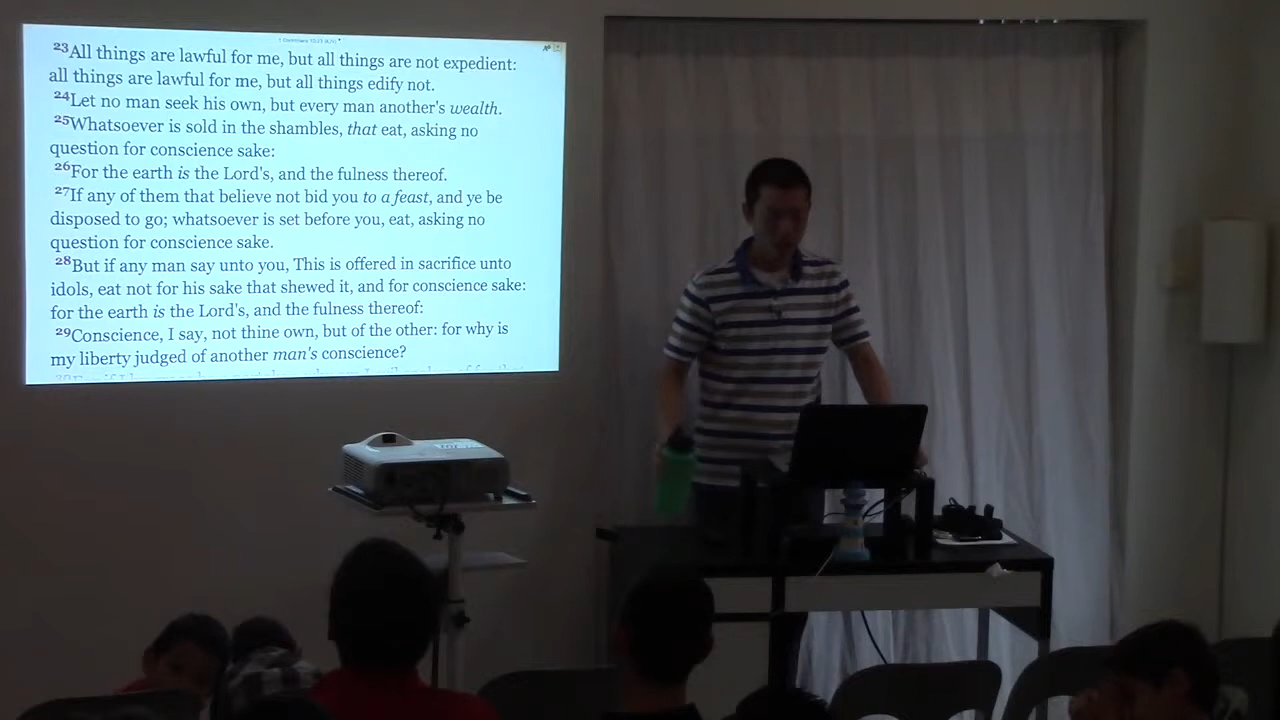 ²³All things are lawful for me, but all things are not expedient:
all things are lawful for me, but all things edify not.
²⁴Let no man seek his own, but every man another's wealth.
²⁵Whatsoever is sold in the shambles, that eat, asking no
question for conscience sake:
²⁶For the earth is the Lord's, and the fulness thereof.
²⁷If any of them that believe not bid you to a feast, and ye be
disposed to go; whatsoever is set before you, eat, asking no
question for conscience sake.
²⁸But if any man say unto you, This is offered in sacrifice unto
idols, eat not for his sake that shewed it, and for conscience sake:
for the earth is the Lord's, and the fulness thereof:
²⁹Conscience, I say, not thine own, but of the other: for why is
my liberty judged of another man's conscience?